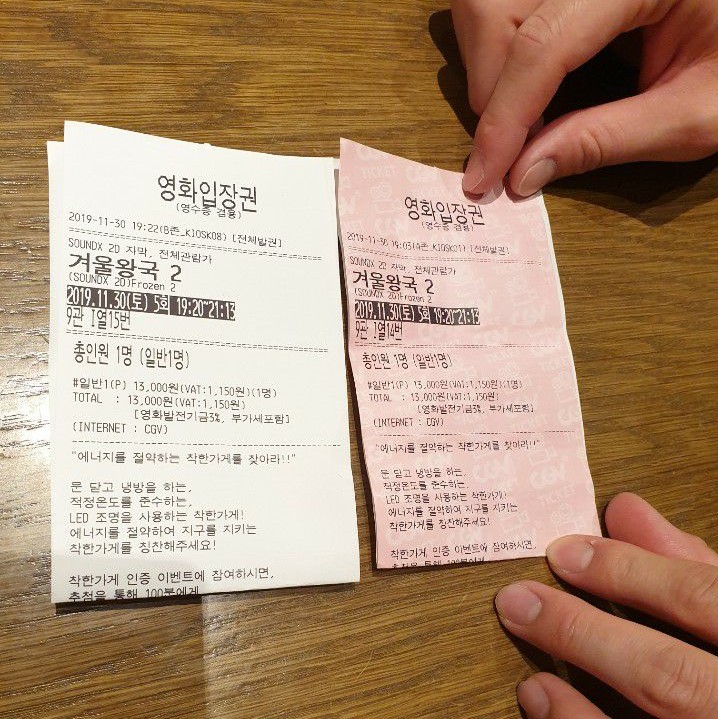 영화입장권
(영수증 겸용)
2019-11-30 19:22(B존_KIOSK08) [전체발권]
SOUNDX 2D 자막, 전체관람가
겨울왕국 2
(SOUNDX 2D)Frozen 2
2019.11.30(토) 5회 19:20~21:13
9관 I열15번
총인원 1명 (일반1명)
#일반1(P) 13,000원(VAT:1,150원)(1명)
TOTAL : 13,000원(VAT:1,150원)
[영화발전기금3%, 부가세포함]
(INTERNET : CGV)
"에너지를 절약하는 착한가게를 찾아라!!"
문 닫고 냉방을 하는,
적정온도를 준수하는,
LED 조명을 사용하는 착한가게!
에너지를 절약하여 지구를 지키는
착한가게를 칭찬해주세요!
착한가게 인증 이벤트에 참여하시면,
추첨을 통해 100분에게
영화입장권
(영수증 겸용)
2019-11-30 19:03(A존_KIOSK01) [전체발권]
SOUNDX 2D 자막, 전체관람가
겨울왕국 2
(SOUNDX 2D)Frozen 2
2019.11.30(토) 5회 19:20~21:13
9관 I열14번
총인원 1명 (일반1명)
#일반1(P) 13,000원(VAT:1,150원)(1명)
TOTAL : 13,000원(VAT:1,150원)
[영화발전기금3%, 부가세포함]
(INTERNET : CGV)
"에너지를 절약하는 착한가게를 찾아라!!"
문 닫고 냉방을 하는,
적정온도를 준수하는,
LED 조명을 사용하는 착한가게!
에너지를 절약하여 지구를 지키는
착한가게를 칭찬해주세요!
착한가게 인증 이벤트에 참여하시면,
추첨을 통해 100분에게